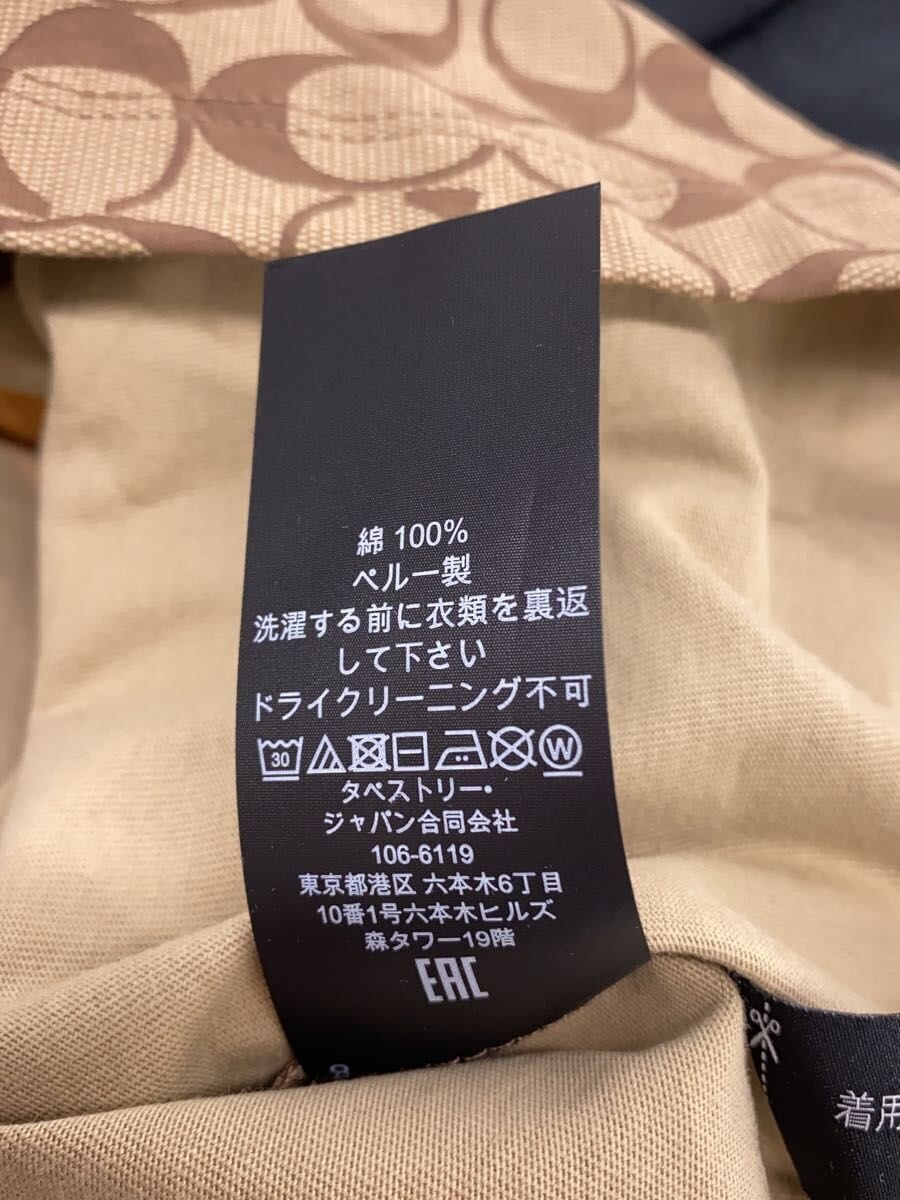 綿 100%
ペルー製
洗濯する前に衣類を裏返
して下さい
ドライクリーニング不可
30
W
タペストリー・
ジャパン合同会社
106-6119
東京都港区 六本木6丁目
10番1号六本木ヒルズ
森タワー19階
EAC
着用